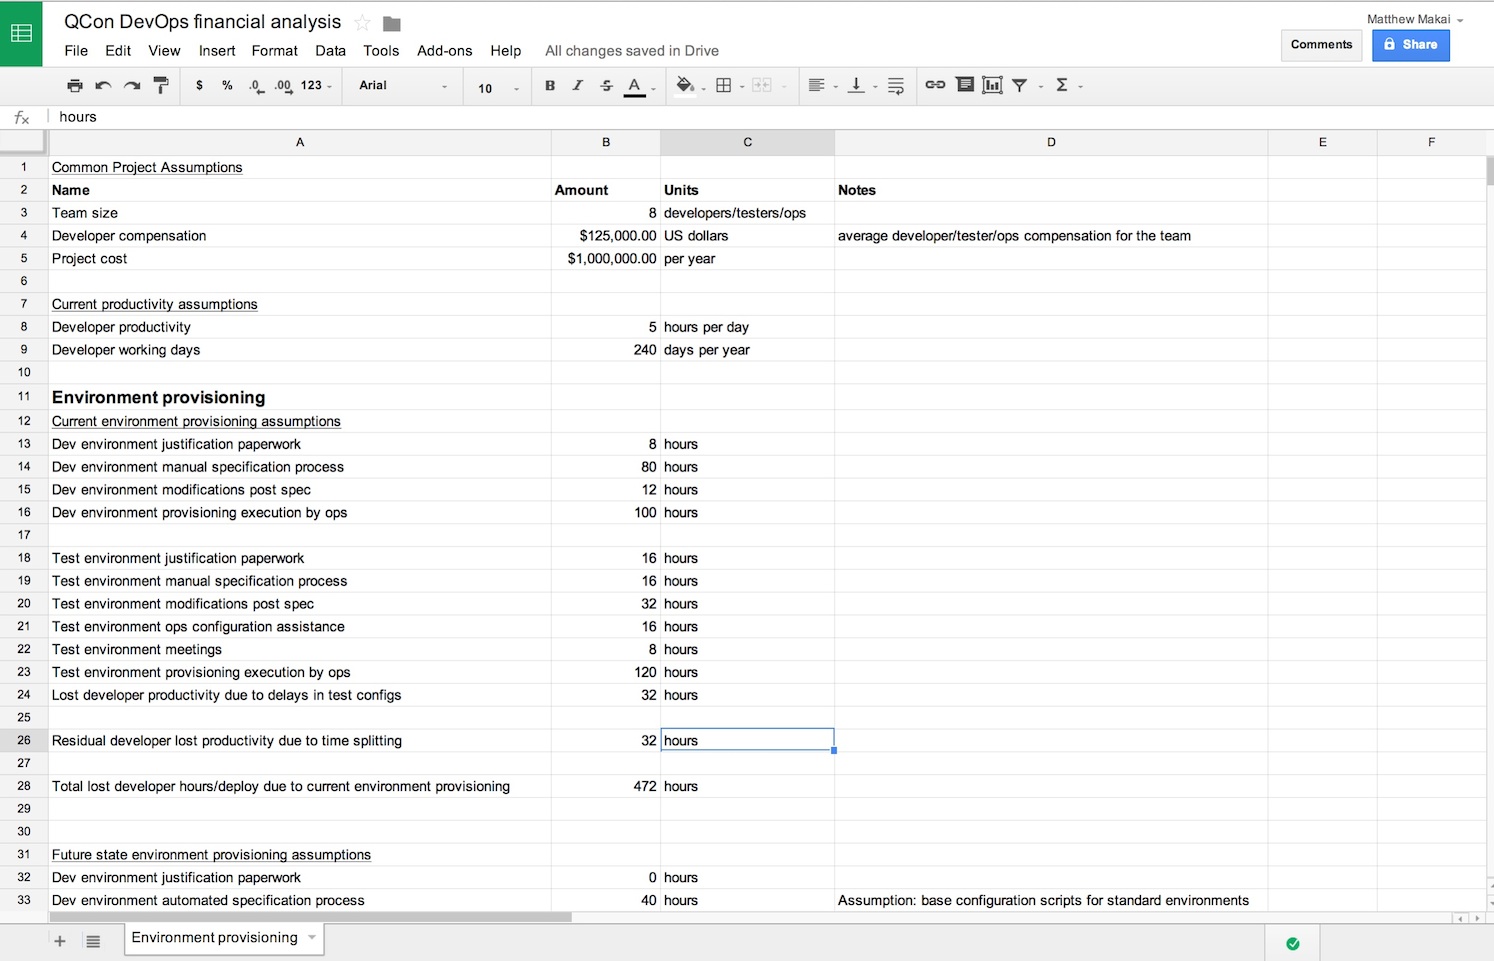 QCon DevOps financial analysis
Matthew Makai
File Edit View Insert Format Data Tools Add-ons Help All changes saved in Drive
Comments
Share
$ % .0 .00 123 Arial 10 B I S A Σ
fx hours
A B C D E F
1 Common Project Assumptions
2 Name Amount Units Notes
3 Team size 8 developers/testers/ops
4 Developer compensation $125,000.00 US dollars average developer/tester/ops compensation for the team
5 Project cost $1,000,000.00 per year
6
7 Current productivity assumptions
8 Developer productivity 5 hours per day
9 Developer working days 240 days per year
10
11 Environment provisioning
12 Current environment provisioning assumptions
13 Dev environment justification paperwork 8 hours
14 Dev environment manual specification process 80 hours
15 Dev environment modifications post spec 12 hours
16 Dev environment provisioning execution by ops 100 hours
17
18 Test environment justification paperwork 16 hours
19 Test environment manual specification process 16 hours
20 Test environment modifications post spec 32 hours
21 Test environment ops configuration assistance 16 hours
22 Test environment meetings 8 hours
23 Test environment provisioning execution by ops 120 hours
24 Lost developer productivity due to delays in test configs 32 hours
25
26 Residual developer lost productivity due to time splitting 32 hours
27
28 Total lost developer hours/deploy due to current environment provisioning 472 hours
29
30
31 Future state environment provisioning assumptions
32 Dev environment justification paperwork 0 hours
33 Dev environment automated specification process 40 hours Assumption: base configuration scripts for standard environments
+ Environment provisioning